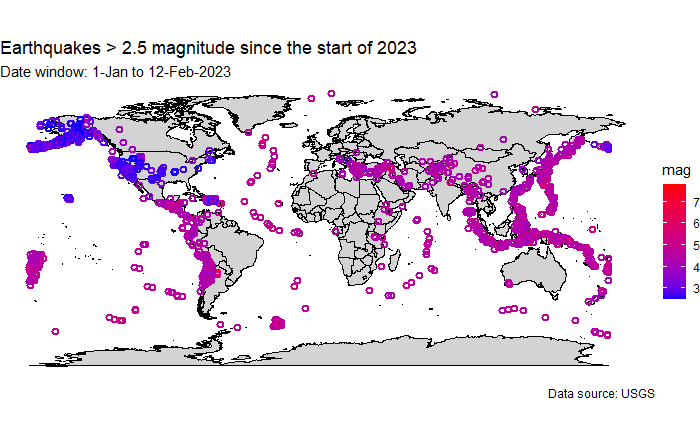 Earthquakes > 2.5 magnitude since the start of 2023
Date window: 1-Jan to 12-Feb-2023
mag
7
6
5
4
3
Data source: USGS